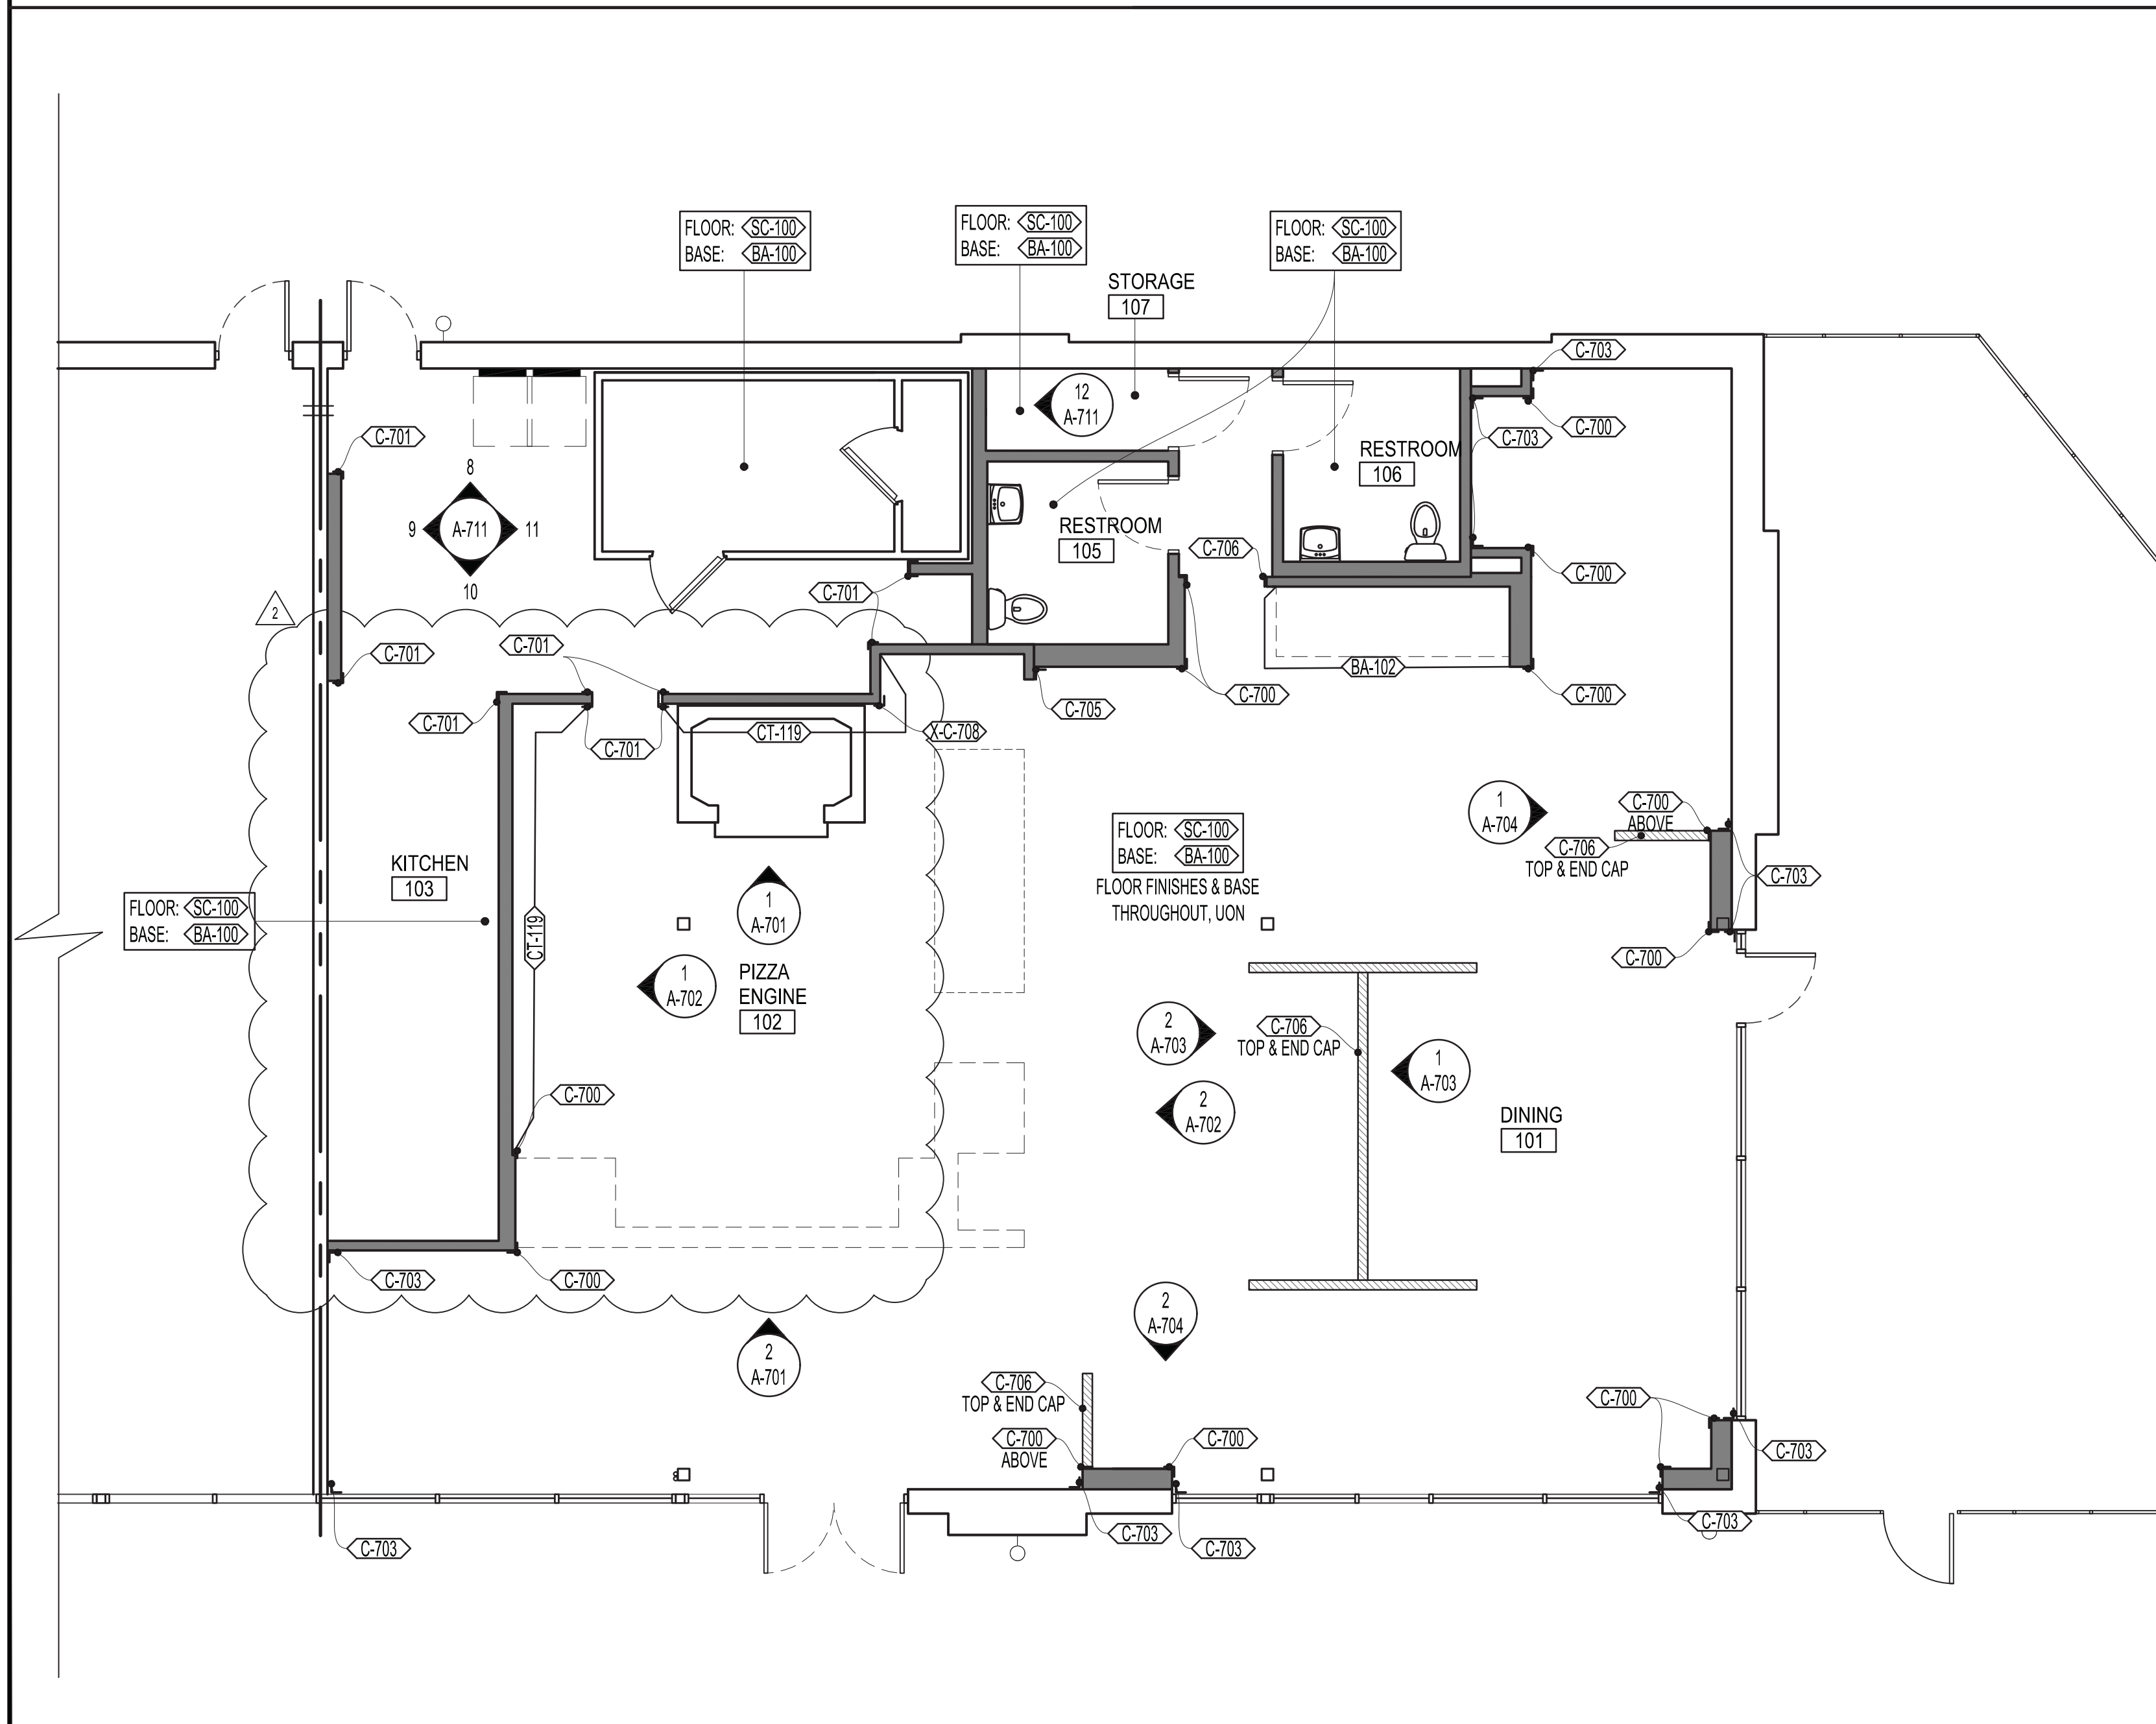 FLOOR: SC-100
BASE: BA-100
FLOOR: SC-100
BASE: BA-100
FLOOR: SC-100
BASE: BA-100
STORAGE
107
C-703
12
A-711
C-700
C-701
C-703
RESTROOM
106
8
9
A-711
11
10
RESTROOM
105
C-706
C-700
C-701
2
C-701
C-701
BA-102
C-700
C-700
C-705
C-701
C-701
CT-119
X-C-708
1
A-704
C-700
ABOVE
C-706
TOP & END CAP
C-703
FLOOR: SC-100
BASE: BA-100
FLOOR FINISHES & BASE
THROUGHOUT, UON
KITCHEN
103
FLOOR: SC-100
BASE: BA-100
CT-119
1
A-701
1
A-702
PIZZA
ENGINE
102
C-700
2
A-703
C-706
TOP & END CAP
1
A-703
2
A-702
C-700
DINING
101
C-703
C-700
2
A-704
2
A-701
C-706
TOP & END CAP
C-700
ABOVE
C-700
C-700
C-703
8
C-703
C-703
C-703
C-703